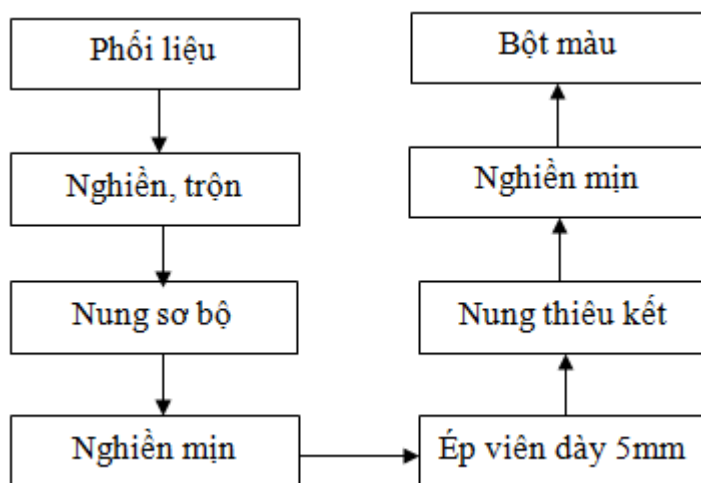 Phối liệu
Nghiền, trộn
Nung sơ bộ
Nghiền mịn
Ép viên dày 5mm
Nung thiêu kết
Nghiền mịn
Bột màu